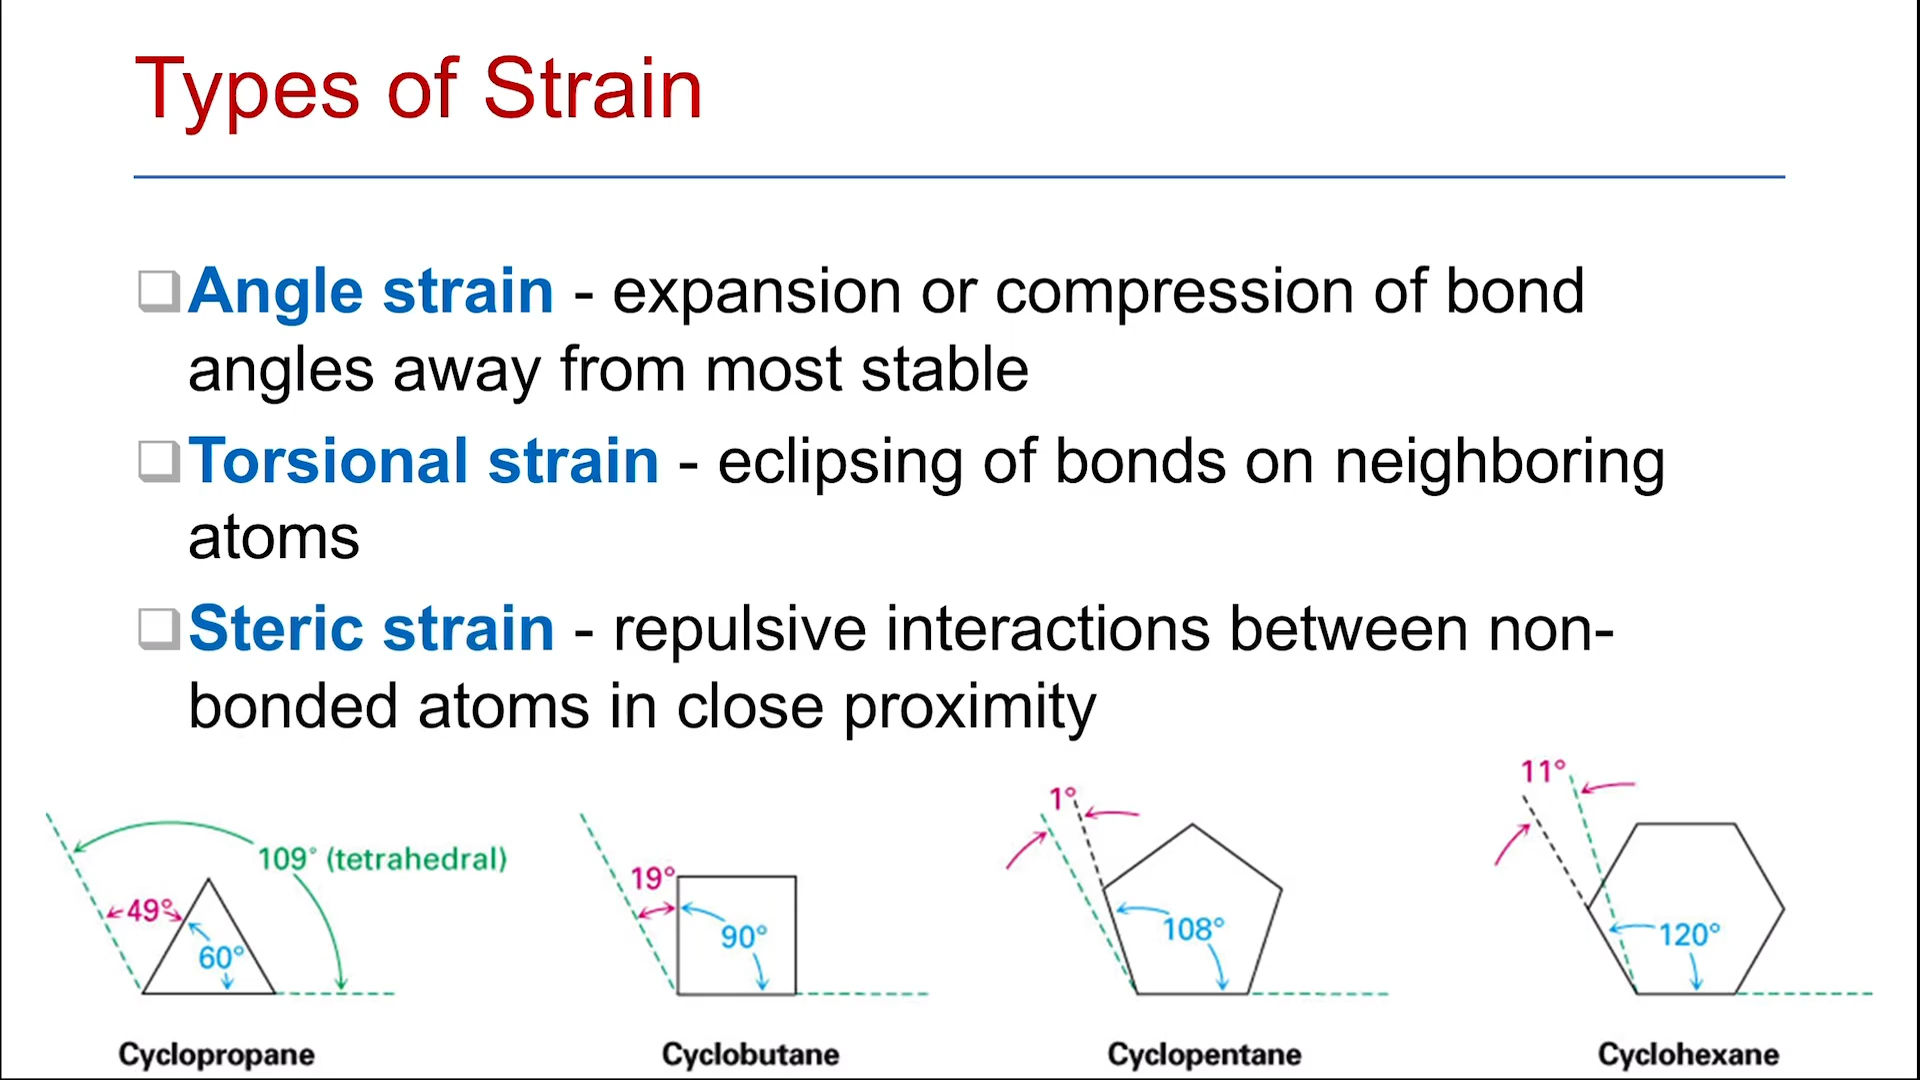 Types of Strain
Angle strain - expansion or compression of bond
angles away from most stable
Torsional strain - eclipsing of bonds on neighboring
atoms
Steric strain - repulsive interactions between non-
bonded atoms in close proximity
109° (tetrahedral)
49°
60°
Cyclopropane
19°
90°
Cyclobutane
1°
108°
Cyclopentane
11°
120°
Cyclohexane